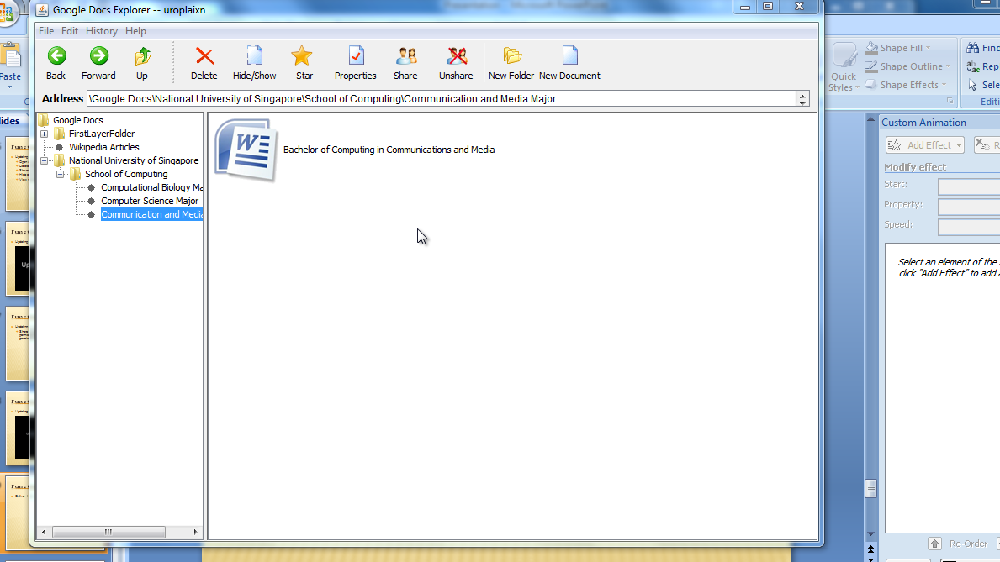 Google Docs Explorer -- uroplaixn
File Edit History Help
Back Forward Up Delete Hide/Show Star Properties Share Unshare New Folder New Document
Address \Google Docs\National University of Singapore\School of Computing\Communication and Media Major
Google Docs
FirstLayerFolder
Wikipedia Articles
National University of Singapore
School of Computing
Computational Biology Ma
Computer Science Major
Communication and Media
W
Bachelor of Computing in Communications and Media
Paste
lides
Quick
Styles
Shape Fill
Shape Outline
Shape Effects
Find
Rep
Sele
Editi
Custom Animation
Add Effect
R
Modify effect
Start:
Property:
Speed:
Select an element of the
click "Add Effect" to add a
Re-Order